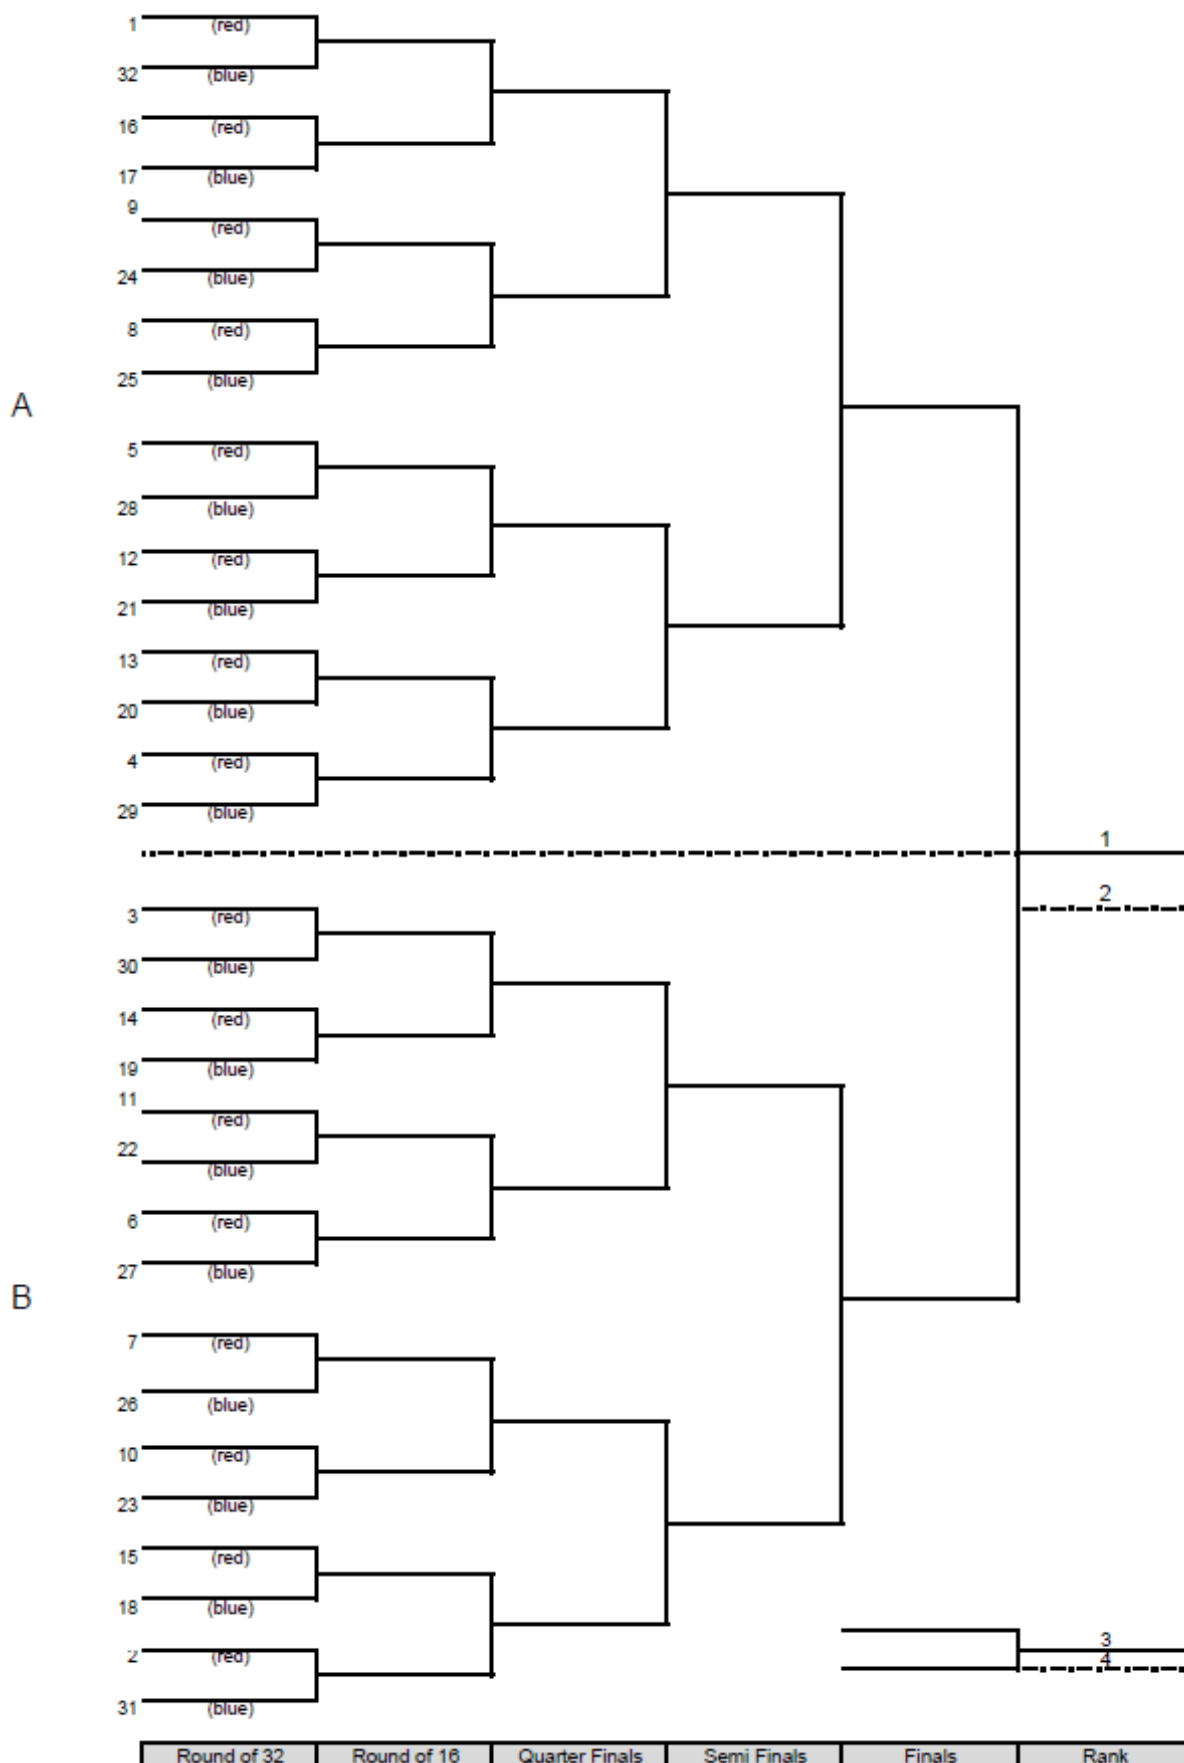 1 (red)
32 (blue)
16 (red)
17 (blue)
9 (red)
24 (blue)
8 (red)
25 (blue)
A
5 (red)
28 (blue)
12 (red)
21 (blue)
13 (red)
20 (blue)
4 (red)
29 (blue)
1
2
3 (red)
30 (blue)
14 (red)
19 (blue)
11 (red)
22 (blue)
6 (red)
27 (blue)
B
7 (red)
26 (blue)
10 (red)
23 (blue)
15 (red)
18 (blue)
3
2 (red)
4
31 (blue)
Round of 32 Round of 16 Quarter Finals Semi Finals Finals Rank